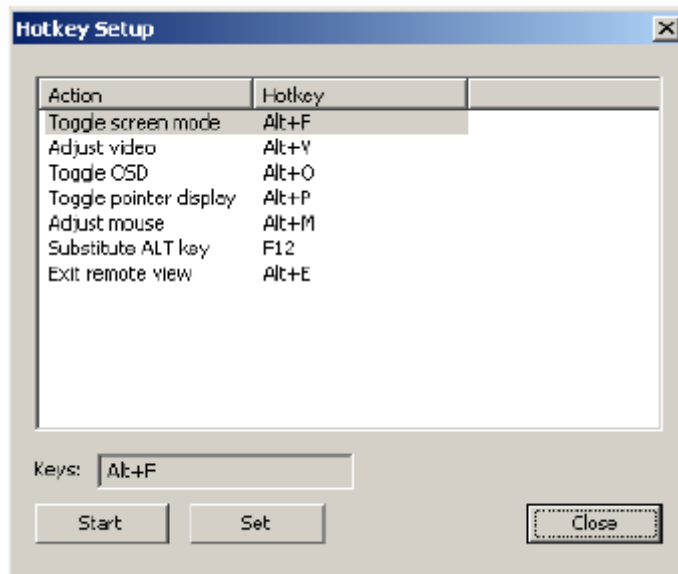 Hotkey Setup
Action Hotkey
Toggle screen mode Alt+F
Adjust video Alt+V
Toggle OSD Alt+O
Toggle pointer display Alt+P
Adjust mouse Alt+M
Substitute ALT key F12
Exit remote view Alt+E
Keys: Alt+F
Start Set Close